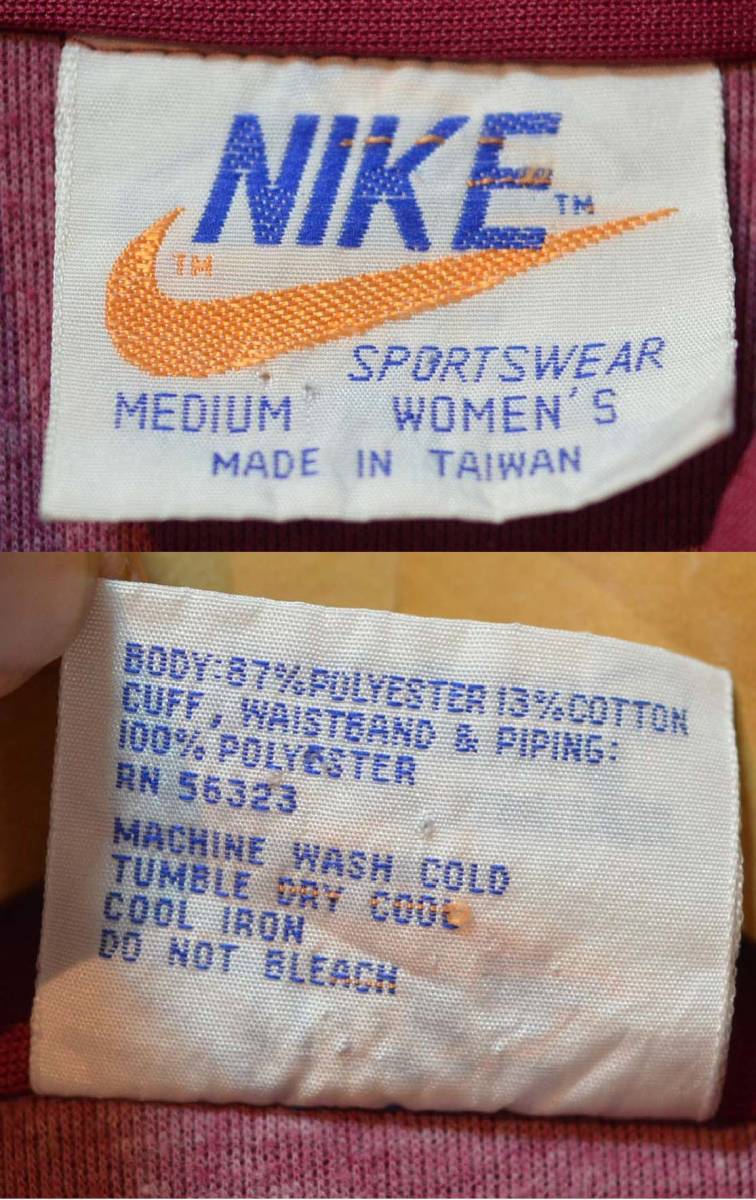 NIKE TM
TM
SPORTSWEAR
MEDIUM WOMEN'S
MADE IN TAIWAN
BODY:87%POLYESTER 13%COTTON
CUFF, WAISTBAND & PIPING:
100% POLYESTER
RN 56323
MACHINE WASH COLD
TUMBLE DRY COOL
COOL IRON
DO NOT BLEACH